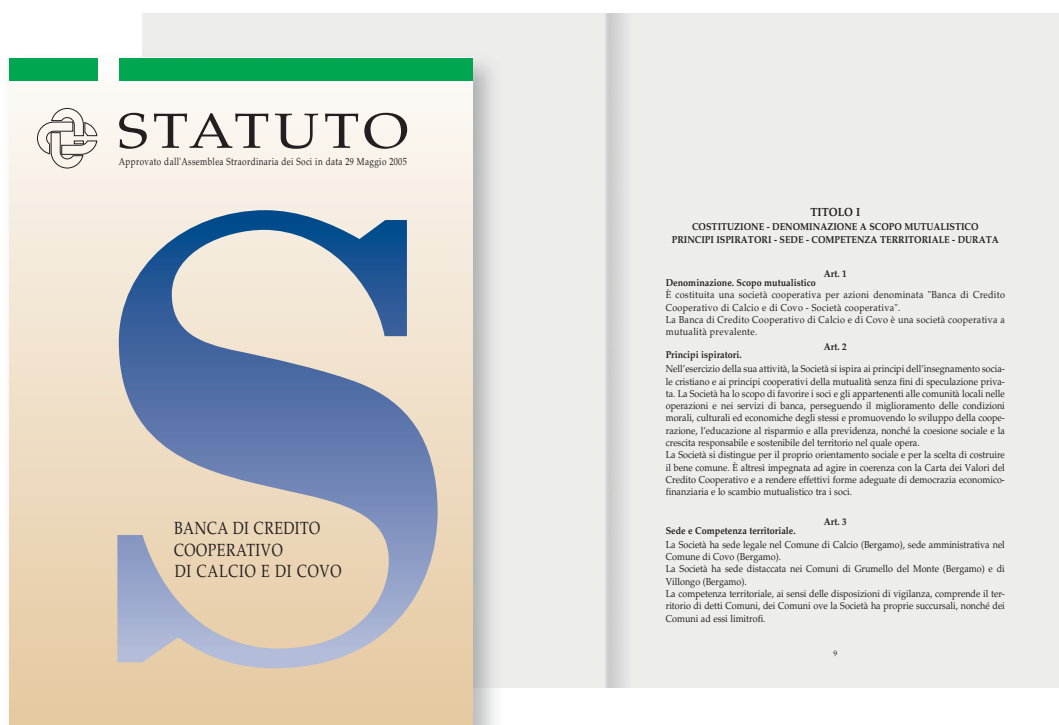 STATUTO
Approvato dall'Assemblea Straordinaria dei Soci in data 29 Maggio 2005
S
BANCA DI CREDITO
COOPERATIVO
DI CALCIO E DI COVO
TITOLO I
COSTITUZIONE - DENOMINAZIONE A SCOPO MUTUALISTICO
PRINCIPI ISPIRATORI - SEDE - COMPETENZA TERRITORIALE - DURATA
Art. 1
Denominazione. Scopo mutualistico
È costituita una società cooperativa per azioni denominata "Banca di Credito
Cooperativo di Calcio e di Covo - Società cooperativa".
La Banca di Credito Cooperativo di Calcio e di Covo è una società cooperativa a
mutualità prevalente.
Art. 2
Principi ispiratori.
Nell'esercizio della sua attività, la Società si ispira ai principi dell'insegnamento socia-
le cristiano e ai principi cooperativi della mutualità senza fini di speculazione priva-
ta. La Società ha lo scopo di favorire i soci e gli appartenenti alle comunità locali nelle
operazioni e nei servizi di banca, perseguendo il miglioramento delle condizioni
morali, culturali ed economiche degli stessi e promuovendo lo sviluppo della coope-
razione, l'educazione al risparmio e alla previdenza, nonché la coesione sociale e la
crescita responsabile e sostenibile del territorio nel quale opera.
La Società si distingue per il proprio orientamento sociale e per la scelta di costruire
il bene comune. È altresì impegnata ad agire in coerenza con la Carta dei Valori del
Credito Cooperativo e a rendere effettivi forme adeguate di democrazia economico-
finanziaria e lo scambio mutualistico tra i soci.
Art. 3
Sede e Competenza territoriale.
La Società ha sede legale nel Comune di Calcio (Bergamo), sede amministrativa nel
Comune di Covo (Bergamo).
La Società ha sede distaccata nei Comuni di Grumello del Monte (Bergamo) e di
Villongo (Bergamo).
La competenza territoriale, ai sensi delle disposizioni di vigilanza, comprende il ter-
ritorio di detti Comuni, dei Comuni ove la Società ha proprie succursali, nonché dei
Comuni ad essi limitrofi.
9